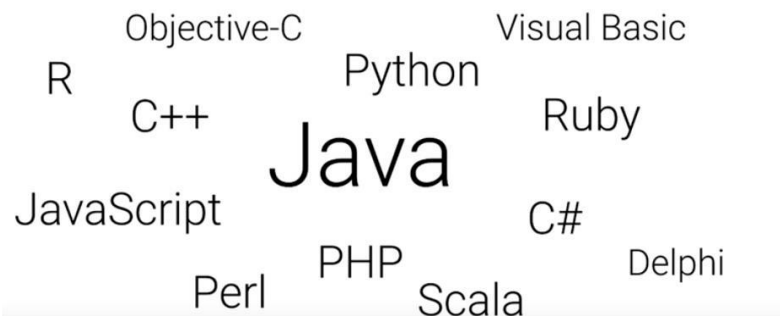 Objective-C
Visual Basic
R
Python
C++
Ruby
Java
JavaScript
C#
PHP
Delphi
Perl
Scala